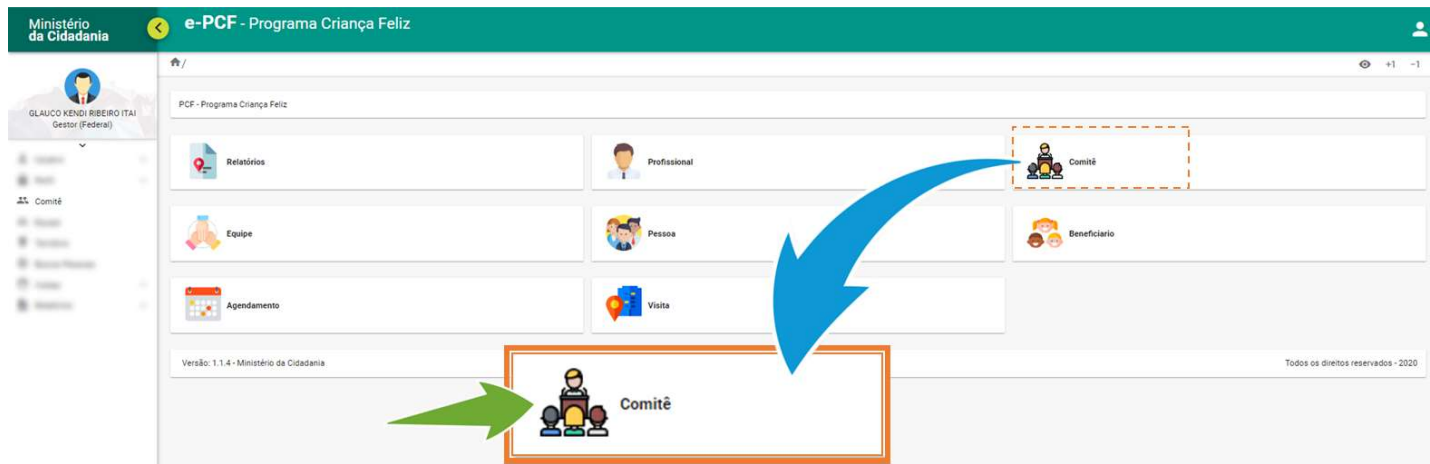 Ministério
da Cidadania
e-PCF - Programa Criança Feliz
GLAUCO KENDI RIBEIRO ITAI
Gestor (Federal)
Comitê
/
+1 -1
PCF - Programa Criança Feliz
Relatórios
Profissional
Comitê
Equipe
Pessoa
Beneficiario
Agendamento
Visita
Versão: 1.1.4 - Ministério da Cidadania
Todos os direitos reservados - 2020
Comitê